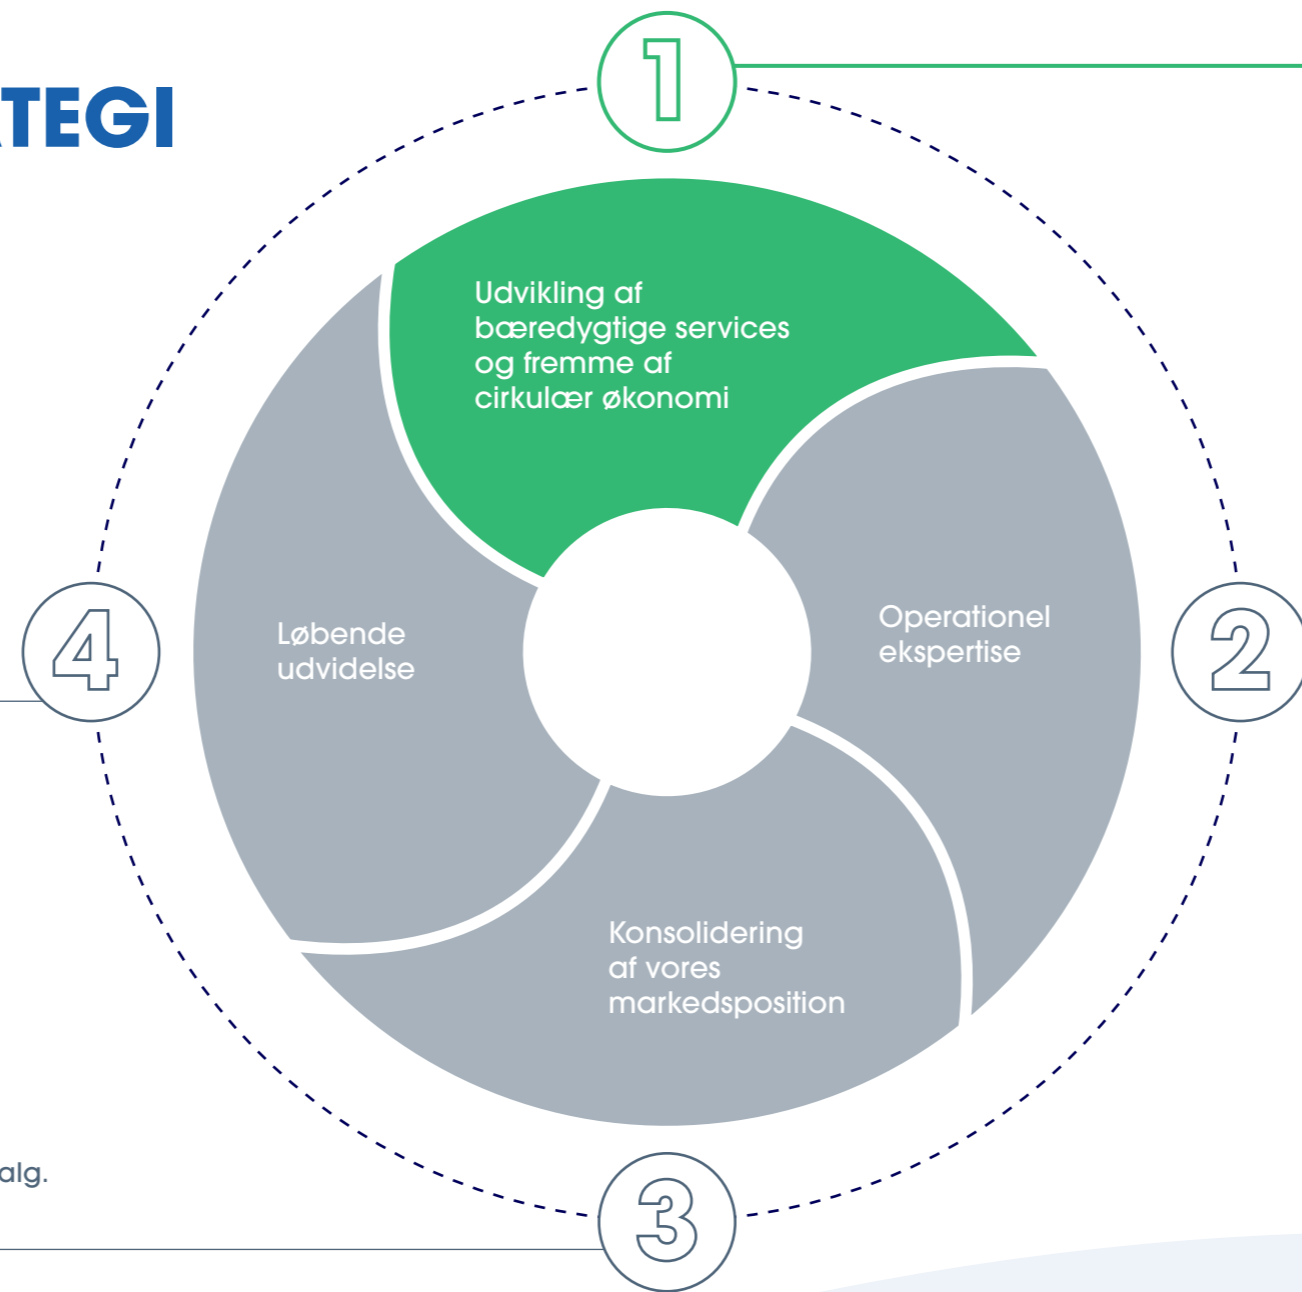 ATEGI
1
Udvikling af
bæredygtige services
og fremme af
cirkulær økonomi
Operationel
ekspertise
2
Løbende
udvidelse
4
Konsolidering
af vores
markedsposition
alg.
3